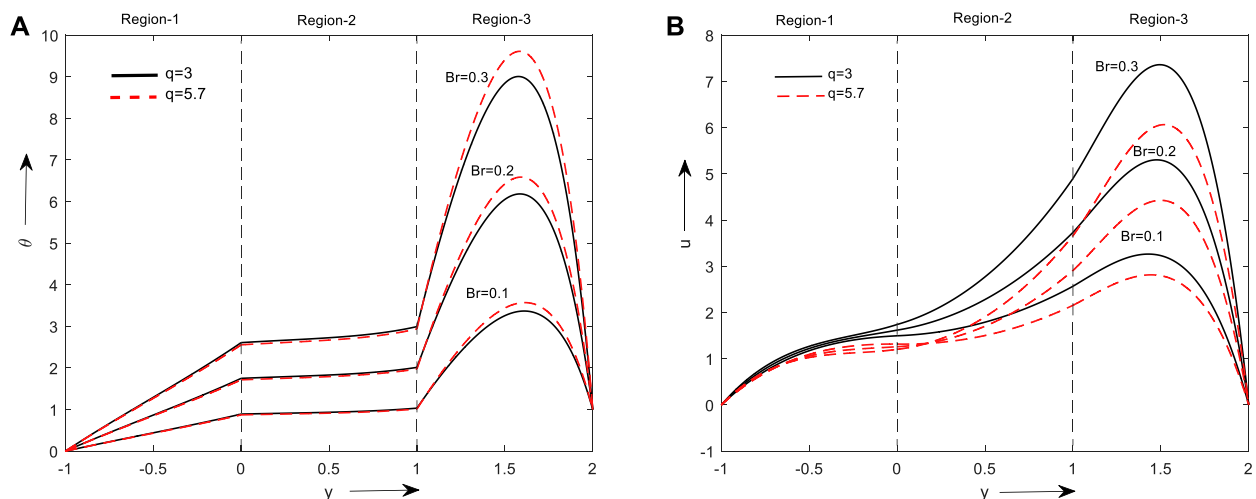 A
Region-1 Region-2 Region-3
10
9
8
7
6
5
4
3
2
1
0
-1 -0.5 0 0.5 1 1.5 2
θ
y
q=3
q=5.7
Br=0.3
Br=0.2
Br=0.1
B
Region-1 Region-2 Region-3
8
7
6
5
4
3
2
1
0
-1
-1 -0.5 0 0.5 1 1.5 2
u
y
q=3
q=5.7
Br=0.3
Br=0.2
Br=0.1